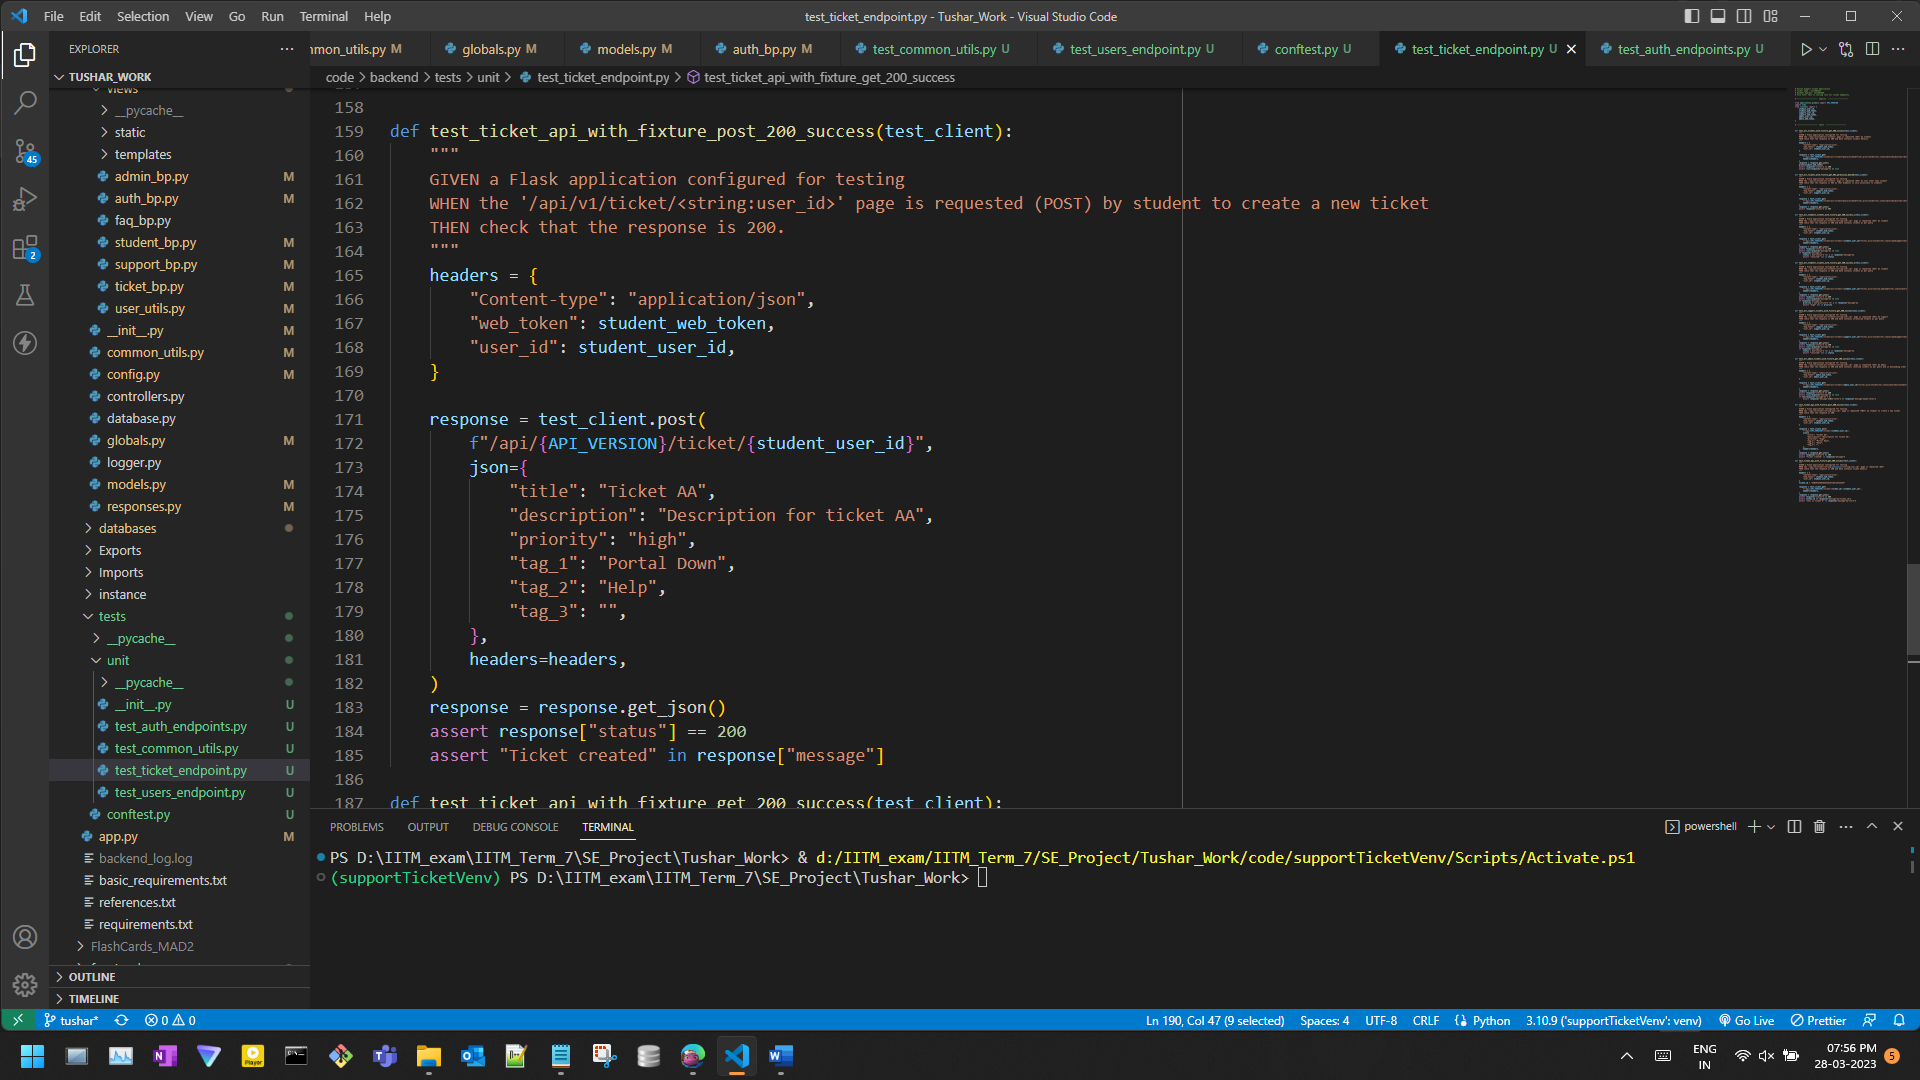 File Edit Selection View Go Run Terminal Help
test_ticket_endpoint.py - Tushar_Work - Visual Studio Code
EXPLORER
mmon_utils.py M globals.py M models.py M auth_bp.py M test_common_utils.py U test_users_endpoint.py U conftest.py U test_ticket_endpoint.py U test_auth_endpoints.py U
code > backend > tests > unit > test_ticket_endpoint.py > test_ticket_api_with_fixture_get_200_success
TUSHAR_WORK
views
__pycache__
static
templates
admin_bp.py M
auth_bp.py M
faq_bp.py
student_bp.py M
support_bp.py M
ticket_bp.py M
user_utils.py M
__init__.py M
common_utils.py M
config.py M
controllers.py
database.py
globals.py M
logger.py
models.py M
responses.py M
databases
Exports
Imports
instance
tests
__pycache__
unit
__pycache__
__init__.py U
test_auth_endpoints.py U
test_common_utils.py U
test_ticket_endpoint.py U
test_users_endpoint.py U
conftest.py U
app.py M
backend_log.log
basic_requirements.txt
references.txt
requirements.txt
FlashCards_MAD2
OUTLINE
TIMELINE
45
2
158
159 def test_ticket_api_with_fixture_post_200_success(test_client):
160 """
161 GIVEN a Flask application configured for testing
162 WHEN the '/api/v1/ticket/<string:user_id>' page is requested (POST) by student to create a new ticket
163 THEN check that the response is 200.
164 """
165 headers = {
166 "Content-type": "application/json",
167 "web_token": student_web_token,
168 "user_id": student_user_id,
169 }
170
171 response = test_client.post(
172 f"/api/{API_VERSION}/ticket/{student_user_id}",
173 json={
174 "title": "Ticket AA",
175 "description": "Description for ticket AA",
176 "priority": "high",
177 "tag_1": "Portal Down",
178 "tag_2": "Help",
179 "tag_3": "",
180 },
181 headers=headers,
182 )
183 response = response.get_json()
184 assert response["status"] == 200
185 assert "Ticket created" in response["message"]
186
187 def test_ticket_api_with_fixture_get_200_success(test_client):
PROBLEMS OUTPUT DEBUG CONSOLE TERMINAL
powershell
PS D:\IITM_exam\IITM_Term_7\SE_Project\Tushar_Work> & d:/IITM_exam/IITM_Term_7/SE_Project/Tushar_Work/code/supportTicketVenv/Scripts/Activate.ps1
(supportTicketVenv) PS D:\IITM_exam\IITM_Term_7\SE_Project\Tushar_Work>
tushar* 0 0
Ln 190, Col 47 (9 selected) Spaces: 4 UTF-8 CRLF Python 3.10.9 ('supportTicketVenv': venv) Go Live Prettier
ENG
IN
07:56 PM
28-03-2023
5